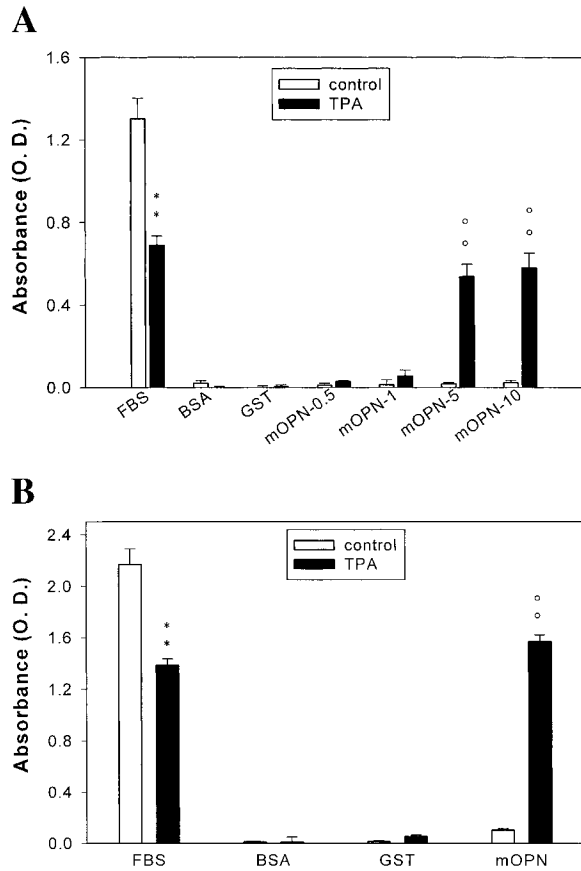 A
Absorbance (O. D.)
1.6
1.2
0.8
0.4
0.0
control
TPA
*
*
o
o
o
o
FBS
BSA
GST
mOPN-0.5
mOPN-1
mOPN-5
mOPN-10
B
Absorbance (O. D.)
2.4
2.0
1.6
1.2
0.8
0.4
0.0
control
TPA
*
*
o
o
FBS
BSA
GST
mOPN